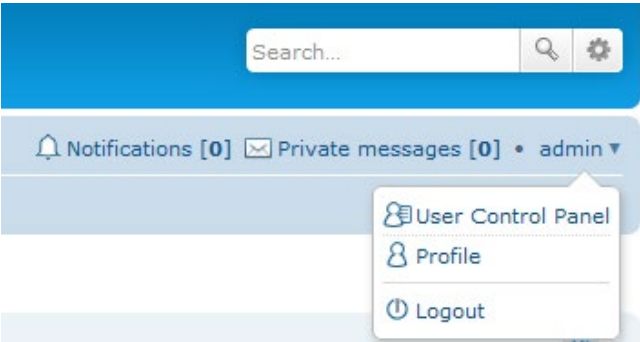 Search...
Notifications [0] Private messages [0] • admin ▾
User Control Panel
Profile
Logout